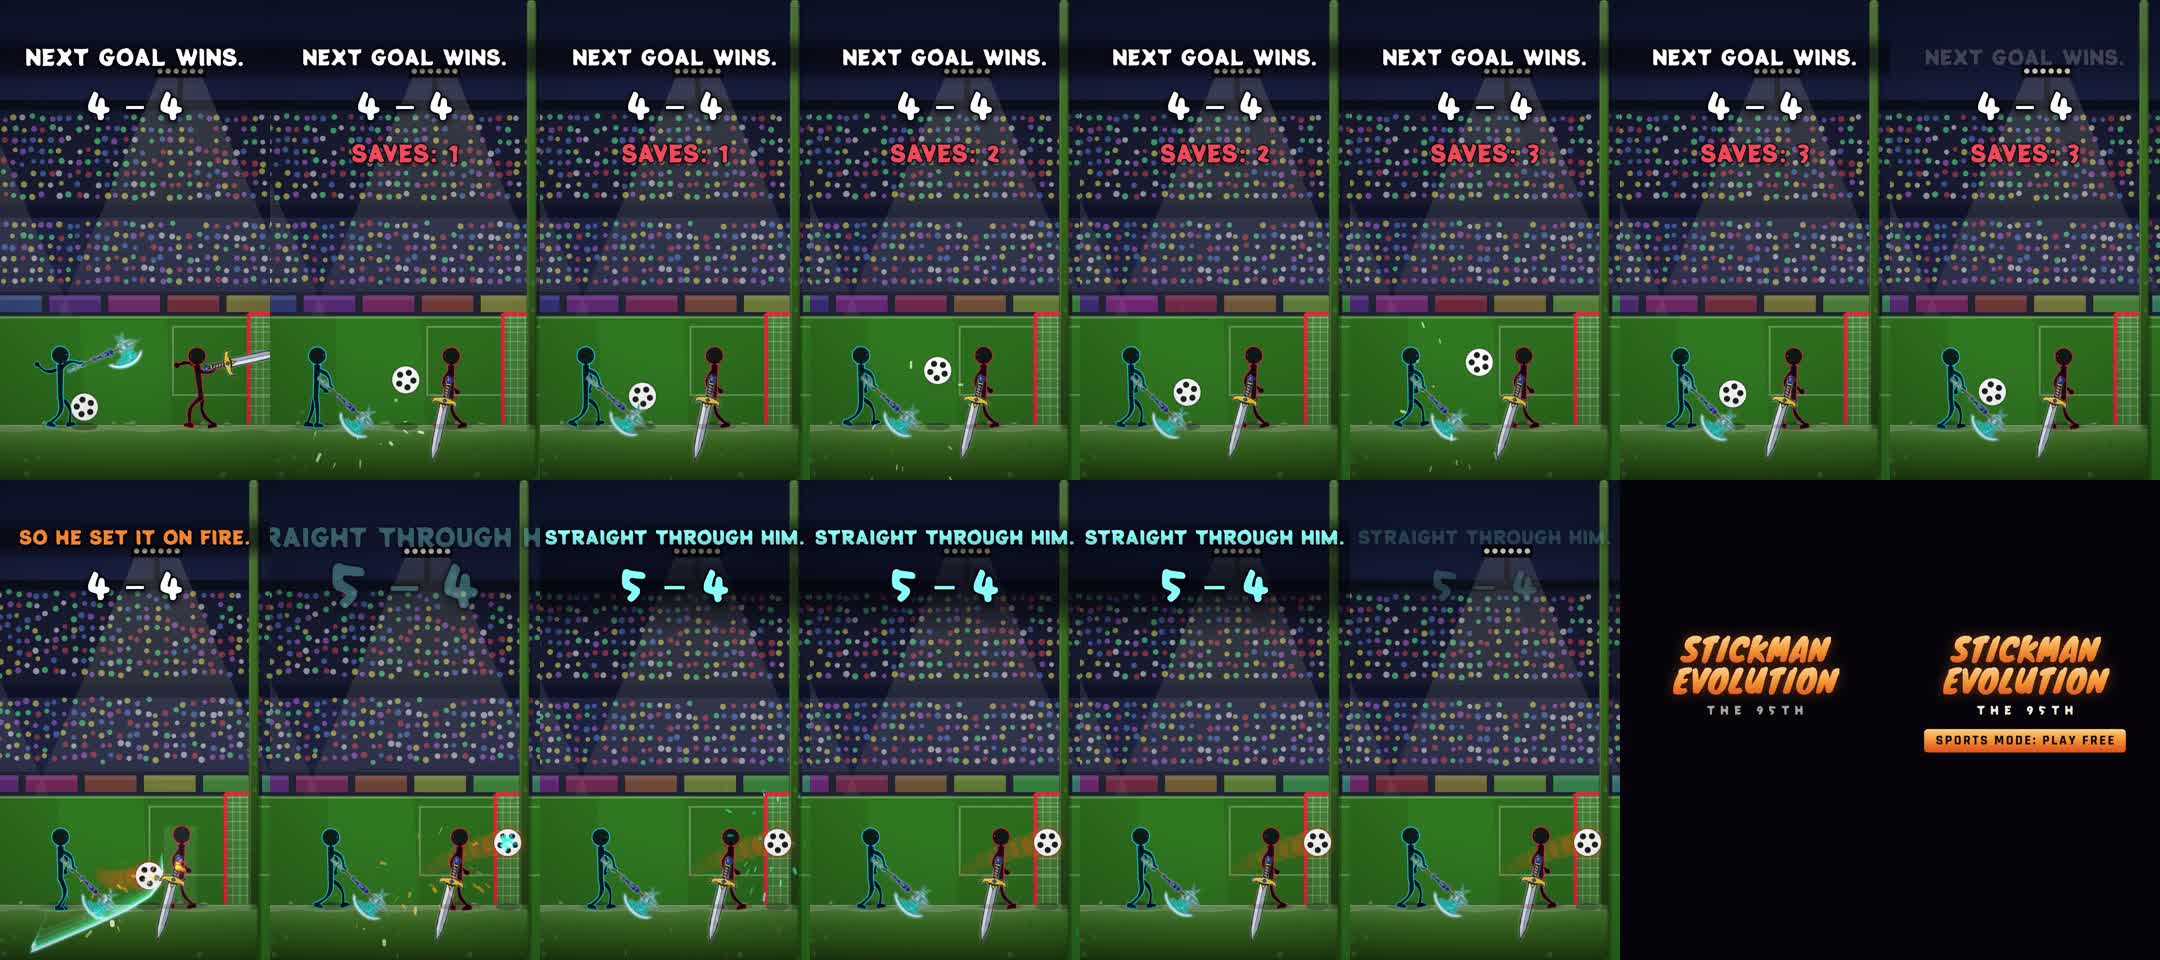 NEXT GOAL WINS.
4 – 4
NEXT GOAL WINS.
4 – 4
SAVES: 1
NEXT GOAL WINS.
4 – 4
SAVES: 1
NEXT GOAL WINS.
4 – 4
SAVES: 2
NEXT GOAL WINS.
4 – 4
SAVES: 2
NEXT GOAL WINS.
4 – 4
SAVES: 3
NEXT GOAL WINS.
4 – 4
SAVES: 3
NEXT GOAL WINS.
4 – 4
SAVES: 3
SO HE SET IT ON FIRE.
4 – 4
RAIGHT THROUGH H
5 – 4
STRAIGHT THROUGH HIM.
5 – 4
STRAIGHT THROUGH HIM.
5 – 4
STRAIGHT THROUGH HIM.
5 – 4
STRAIGHT THROUGH HIM.
5 – 4
STICKMAN
EVOLUTION
THE 95TH
STICKMAN
EVOLUTION
THE 95TH
SPORTS MODE: PLAY FREE